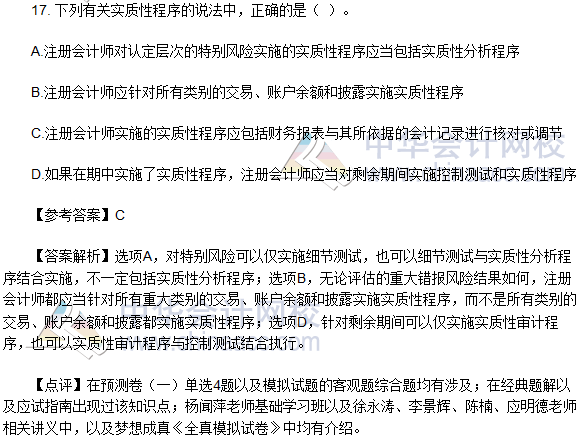 17. 下列有关实质性程序的说法中，正确的是（ ）。
A.注册会计师对认定层次的特别风险实施的实质性程序应当包括实质性分析程序
B.注册会计师应针对所有类别的交易、账户余额和披露实施实质性程序
C.注册会计师实施的实质性程序应包括财务报表与其所依据的会计记录进行核对或调节
D.如果在期中实施了实质性程序，注册会计师应当对剩余期间实施控制测试和实质性程序
【参考答案】C
【答案解析】选项A，对特别风险可以仅实施细节测试，也可以细节测试与实质性分析程
序结合实施，不一定包括实质性分析程序；选项B，无论评估的重大错报风险结果如何，注册
会计师都应当针对所有重大类别的交易、账户余额和披露实施实质性程序，而不是所有类别的
交易、账户余额和披露都实施实质性程序；选项D，针对剩余期间可以仅实施实质性审计程
序，也可以实质性审计程序与控制测试结合执行。
【点评】在预测卷（一）单选4题以及模拟试题的客观题综合题均有涉及；在经典题解以
及应试指南出现过该知识点；杨闻萍老师基础学习班以及徐永涛、李景辉、陈楠、应明德老师
相关讲义中，以及梦想成真《全真模拟试卷》中均有介绍。
中华会计网校
中华会计网校